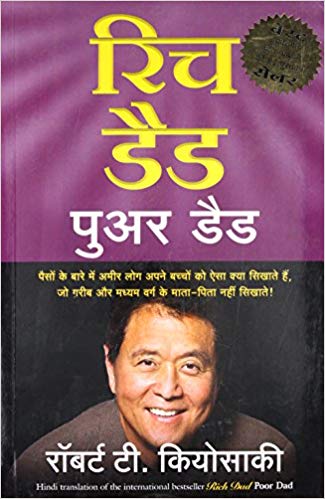 बेस्ट
सेलर
रिच
डैड
पुअर डैड
पैसों के बारे में अमीर लोग अपने बच्चों को ऐसा क्या सिखाते हैं,
जो ग़रीब और मध्यम वर्ग के माता-पिता नहीं सिखाते!
रॉबर्ट टी. कियोसाकी
Hindi translation of the international bestseller Rich Dad Poor Dad